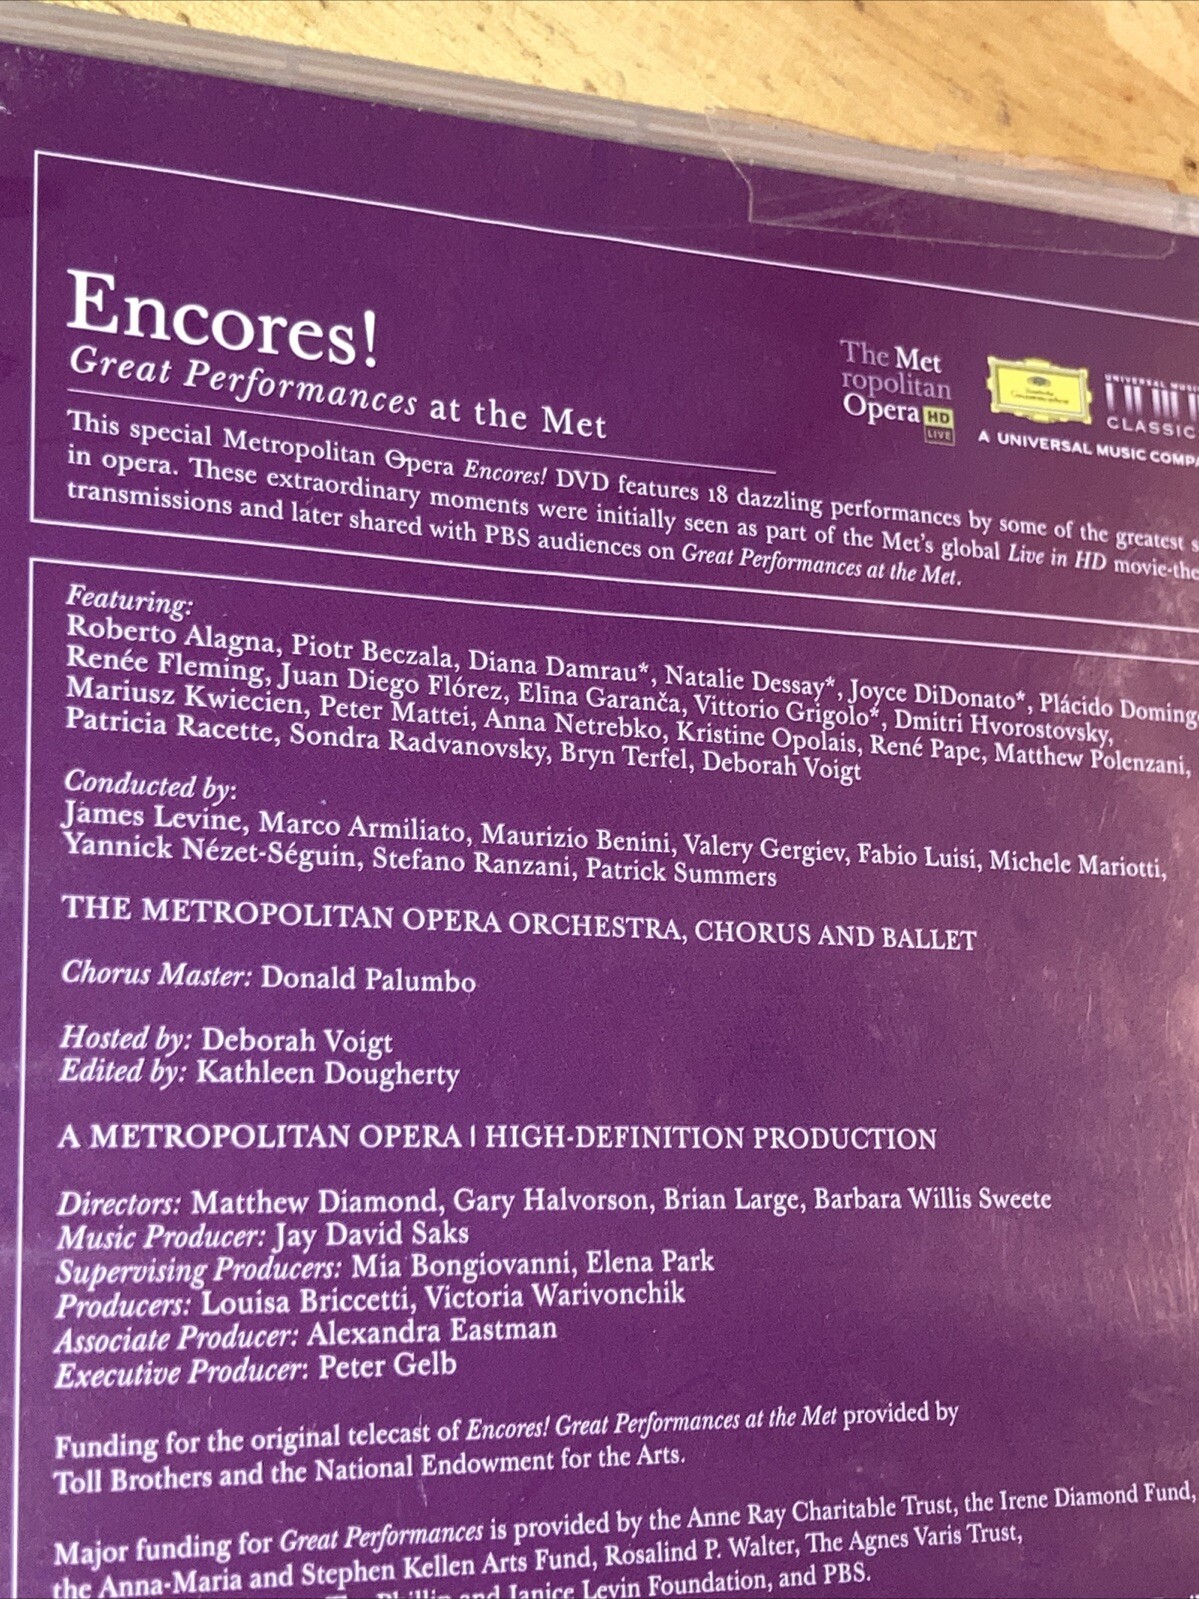 Encores!
Great Performances at the Met
The Met
ropolitan
Opera HD
LIVE
Deutsche
Grammophon
CLASSIC
A UNIVERSAL MUSIC
This special Metropolitan Opera Encores! DVD features 18 dazzling performances by some of the greatest
in opera. These extraordinary moments were initially seen as part of the Met's global Live in HD
transmissions and later shared with PBS audiences on Great Performances at the Met.
Featuring:
Roberto Alagna, Piotr Beczala, Diana Damrau*, Natalie Dessay*, Joyce DiDonato*, Plácido
Renée Fleming, Juan Diego Flórez, Elīna Garanča, Vittorio Grigolo*, Dmitri Hvorostovsky,
Mariusz Kwiecien, Peter Mattei, Anna Netrebko, Kristine Opolais, René Pape, Matthew Polenzani,
Patricia Racette, Sondra Radvanovsky, Bryn Terfel, Deborah Voigt
Conducted by:
James Levine, Marco Armiliato, Maurizio Benini, Valery Gergiev, Fabio Luisi, Michele Mariotti,
Yannick Nézet-Séguin, Stefano Ranzani, Patrick Summers
THE METROPOLITAN OPERA ORCHESTRA, CHORUS AND BALLET
Chorus Master: Donald Palumbo
Hosted by: Deborah Voigt
Edited by: Kathleen Dougherty
A METROPOLITAN OPERA | HIGH-DEFINITION PRODUCTION
Directors: Matthew Diamond, Gary Halvorson, Brian Large, Barbara Willis Sweete
Music Producer: Jay David Saks
Supervising Producers: Mia Bongiovanni, Elena Park
Producers: Louisa Briccetti, Victoria Warivonchik
Associate Producer: Alexandra Eastman
Executive Producer: Peter Gelb
Funding for the original telecast of Encores! Great Performances at the Met provided by
Toll Brothers and the National Endowment for the Arts.
Major funding for Great Performances is provided by the Anne Ray Charitable Trust, the Irene Diamond Fund,
the Anna-Maria and Stephen Kellen Arts Fund, Rosalind P. Walter, The Agnes Varis Trust,
and Janice Levin Foundation, and PBS.